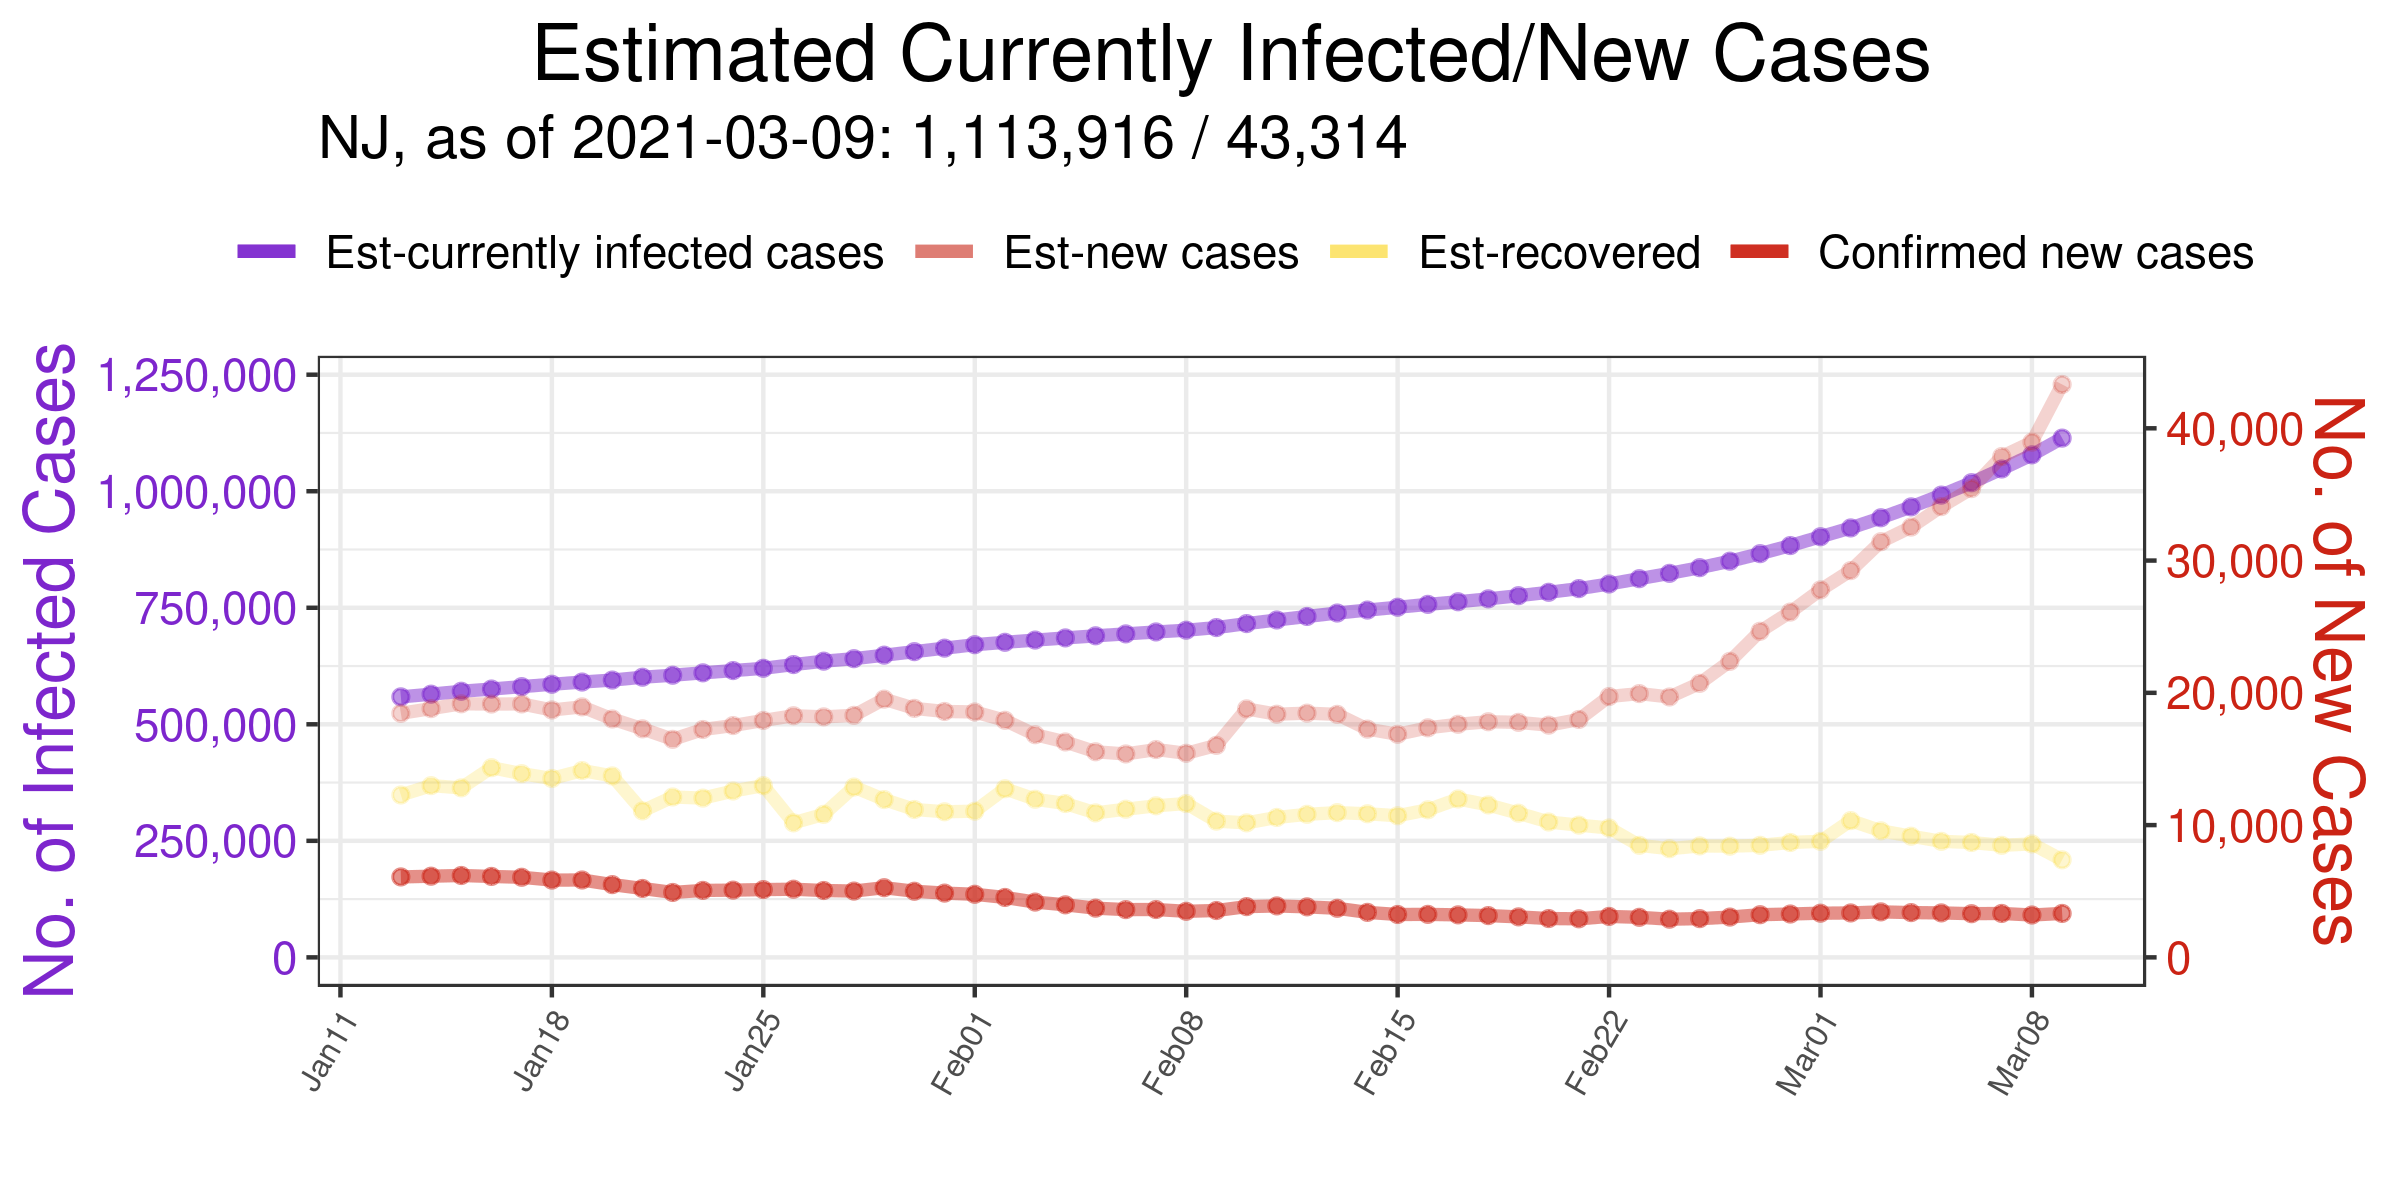 Estimated Currently Infected/New Cases
NJ, as of 2021-03-09: 1,113,916 / 43,314
Est-currently infected cases Est-new cases Est-recovered Confirmed new cases
No. of Infected Cases
1,250,000
1,000,000
750,000
500,000
250,000
0
40,000
30,000
20,000
10,000
0
No. of New Cases
Jan11 Jan18 Jan25 Feb01 Feb08 Feb15 Feb22 Mar01 Mar08